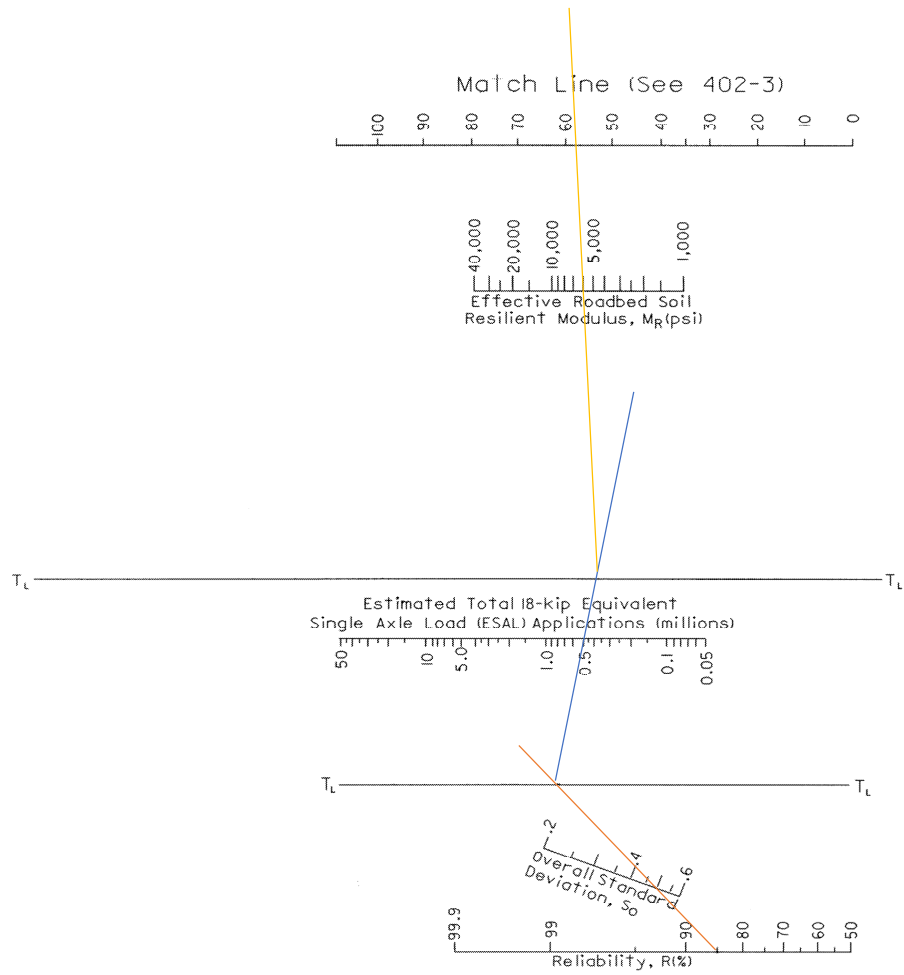 Match Line (See 402-3)
100 90 80 70 60 50 45 35 30 20 10 0
40,000 20,000 10,000 5,000 1,000
Effective Roadbed Soil
Resilient Modulus, MR(psi)
TL TL
Estimated Total 18-Kip Equivalent
Single Axle Load (ESAL) Applications (millions)
50 10 5.0 1.0 0.5 0.1 0.05
TL TL
.2 .4 .6
Overall Standard
Deviation, So
99.9 99 90 80 70 60 50
Reliability, R(%)